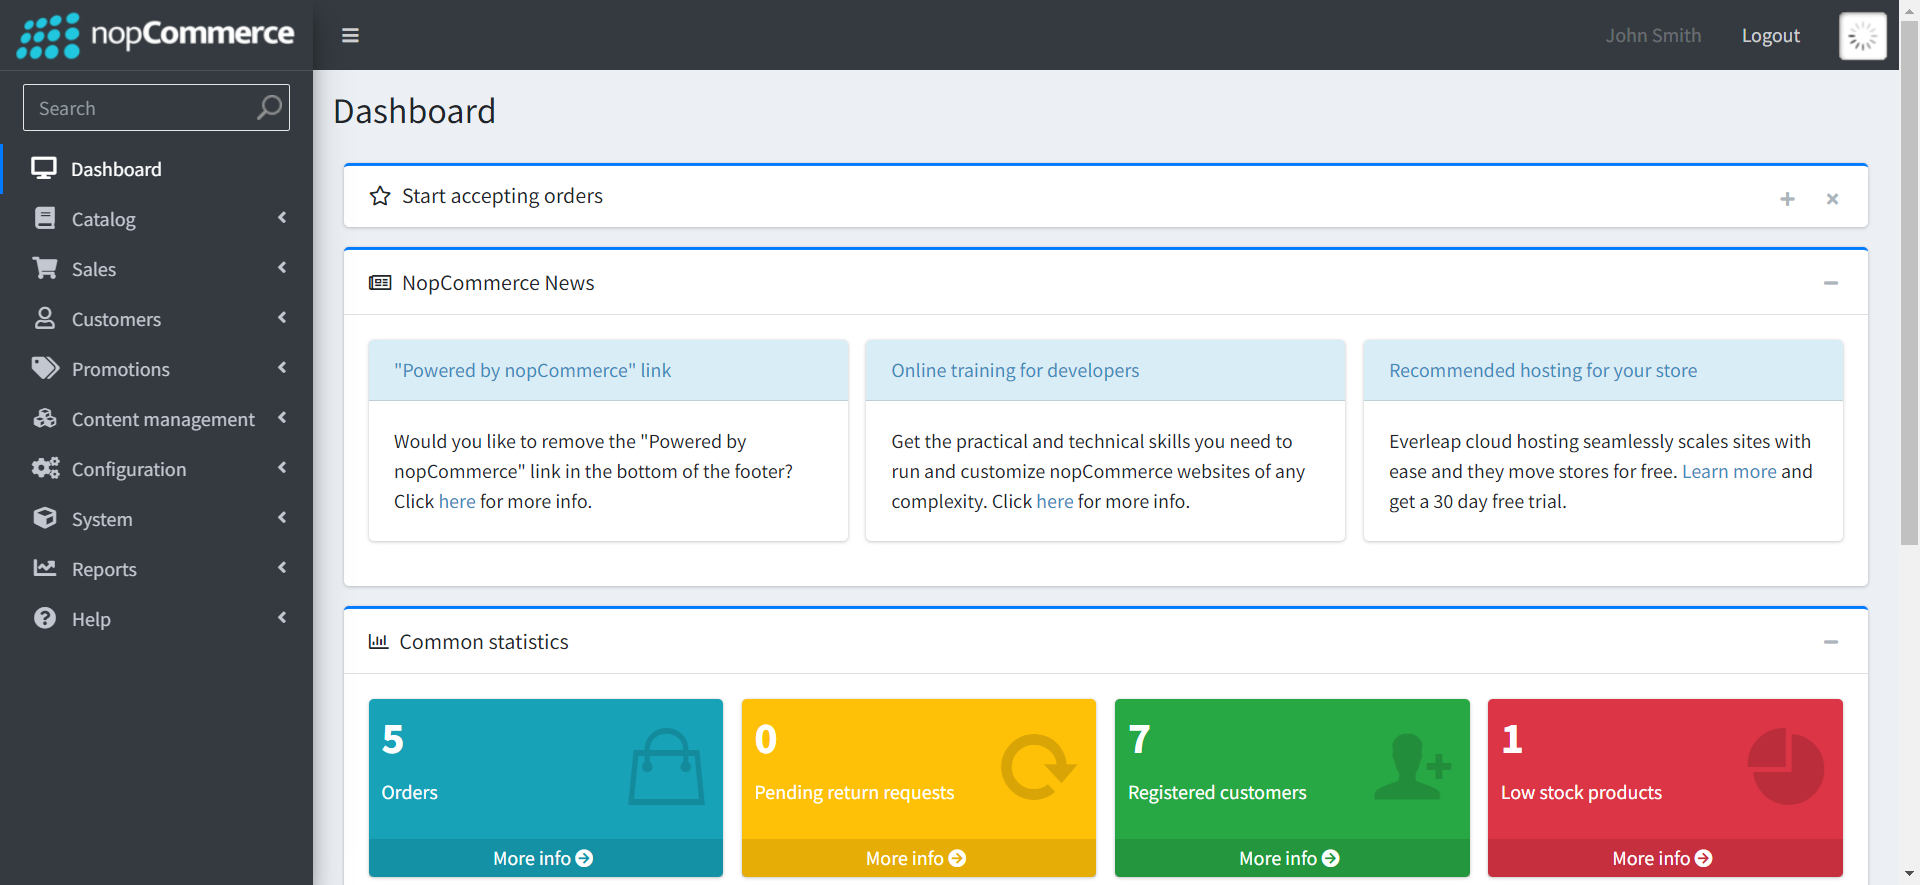 nopCommerce
John Smith
Logout
Search
Dashboard
Catalog
Sales
Customers
Promotions
Content management
Configuration
System
Reports
Help
Dashboard
Start accepting orders
NopCommerce News
"Powered by nopCommerce" link
Would you like to remove the "Powered by
nopCommerce" link in the bottom of the footer?
Click here for more info.
Online training for developers
Get the practical and technical skills you need to
run and customize nopCommerce websites of any
complexity. Click here for more info.
Recommended hosting for your store
Everleap cloud hosting seamlessly scales sites with
ease and they move stores for free. Learn more and
get a 30 day free trial.
Common statistics
5
Orders
More info
0
Pending return requests
More info
7
Registered customers
More info
1
Low stock products
More info